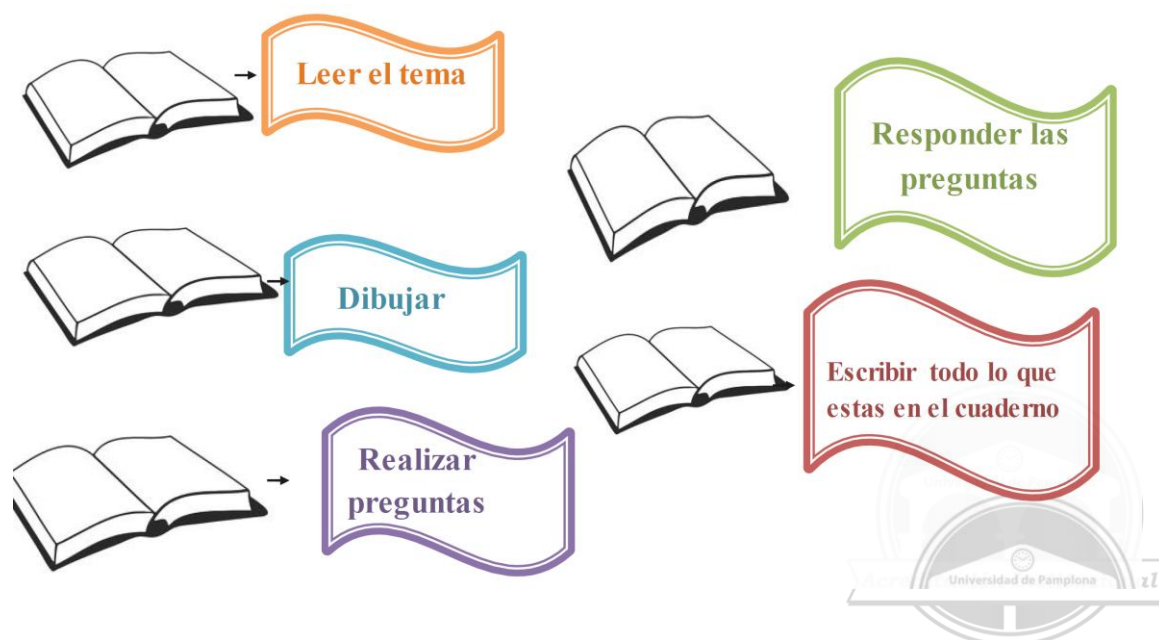 Leer el tema
Dibujar
Realizar
preguntas
Responder las
preguntas
Escribir todo lo que
estas en el cuaderno
Universidad de Pamplona